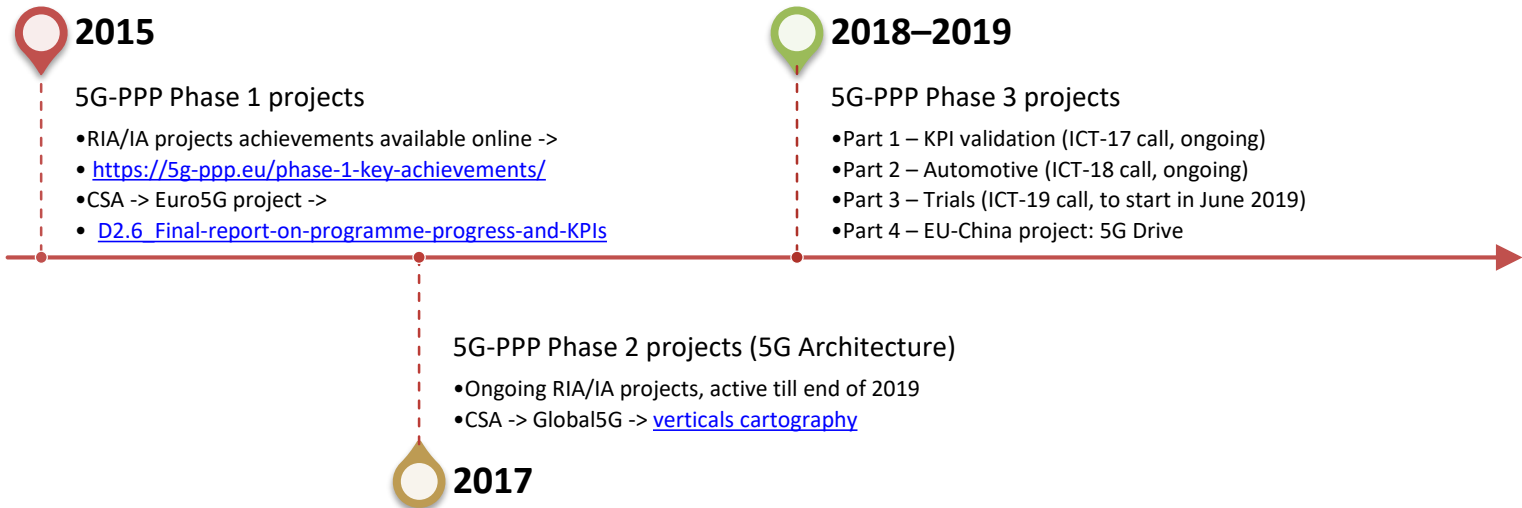 2015
5G-PPP Phase 1 projects
•RIA/IA projects achievements available online ->
• https://5g-ppp.eu/phase-1-key-achievements/
•CSA -> Euro5G project ->
• D2.6_Final-report-on-programme-progress-and-KPIs
2018–2019
5G-PPP Phase 3 projects
•Part 1 – KPI validation (ICT-17 call, ongoing)
•Part 2 – Automotive (ICT-18 call, ongoing)
•Part 3 – Trials (ICT-19 call, to start in June 2019)
•Part 4 – EU-China project: 5G Drive
5G-PPP Phase 2 projects (5G Architecture)
•Ongoing RIA/IA projects, active till end of 2019
•CSA -> Global5G -> verticals cartography
2017